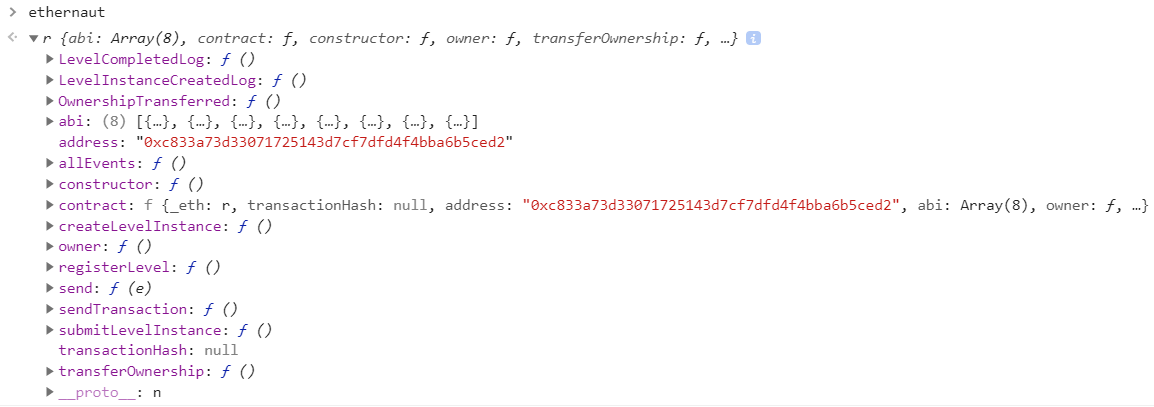 ethernaut
r {abi: Array(8), contract: ƒ, constructor: ƒ, owner: ƒ, transferOwnership: ƒ, …} i
LevelCompletedLog: ƒ ()
LevelInstanceCreatedLog: ƒ ()
OwnershipTransferred: ƒ ()
abi: (8) [{…}, {…}, {…}, {…}, {…}, {…}, {…}, {…}]
address: "0xc833a73d33071725143d7cf7dfd4f4bba6b5ced2"
allEvents: ƒ ()
constructor: ƒ ()
contract: f {_eth: r, transactionHash: null, address: "0xc833a73d33071725143d7cf7dfd4f4bba6b5ced2", abi: Array(8), owner: ƒ, …}
createLevelInstance: ƒ ()
owner: ƒ ()
registerLevel: ƒ ()
send: ƒ (e)
sendTransaction: ƒ ()
submitLevelInstance: ƒ ()
transactionHash: null
transferOwnership: ƒ ()
__proto__: n